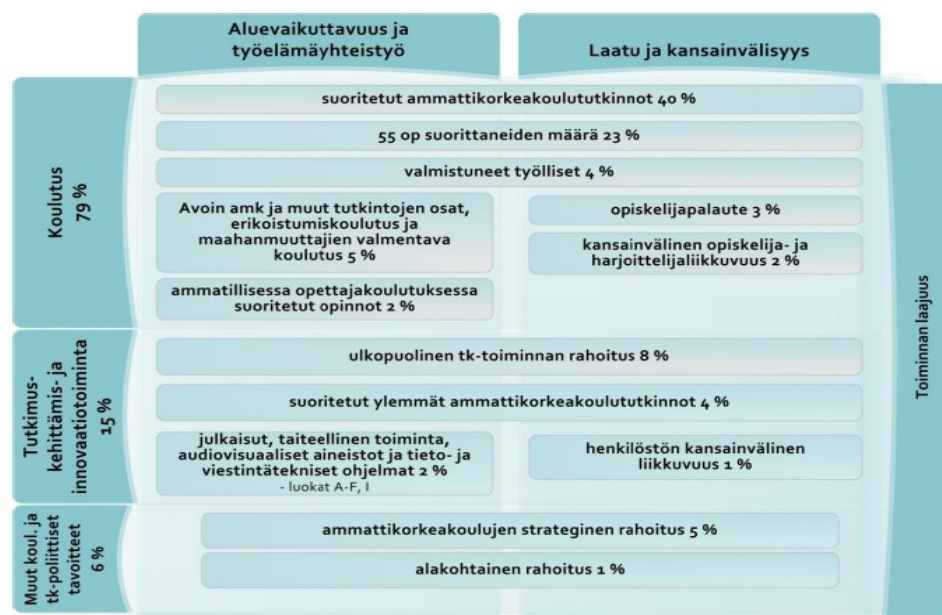 Aluevaikuttavuus ja
työelämäyhteistyö
Laatu ja kansainvälisyys
Koulutus
79 %
suoritetut ammattikorkeakoulututkinnot 40 %
55 op suorittaneiden määrä 23 %
valmistuneet työlliset 4 %
Avoin amk ja muut tutkintojen osat,
erikoistumiskoulutus ja
maahanmuuttajien valmentava
koulutus 5 %
opiskelijapalaute 3 %
kansainvälinen opiskelija- ja
harjoittelijaliikkuvuus 2 %
ammatillisessa opettajakoulutuksessa
suoritetut opinnot 2 %
Tutkimus-
kehittämis- ja
innovaatiotoiminta
15 %
ulkopuolinen tk-toiminnan rahoitus 8 %
suoritetut ylemmät ammattikorkeakoulututkinnot 4 %
julkaisut, taiteellinen toiminta,
audiovisuaaliset aineistot ja tieto- ja
viestintätekniset ohjelmat 2 %
- luokat A-F, I
henkilöstön kansainvälinen
liikkuvuus 1 %
Muut koul. ja
tk-poliittiset
tavoitteet
6 %
ammattikorkeakoulujen strateginen rahoitus 5 %
alakohtainen rahoitus 1 %
Toiminnan laajuus